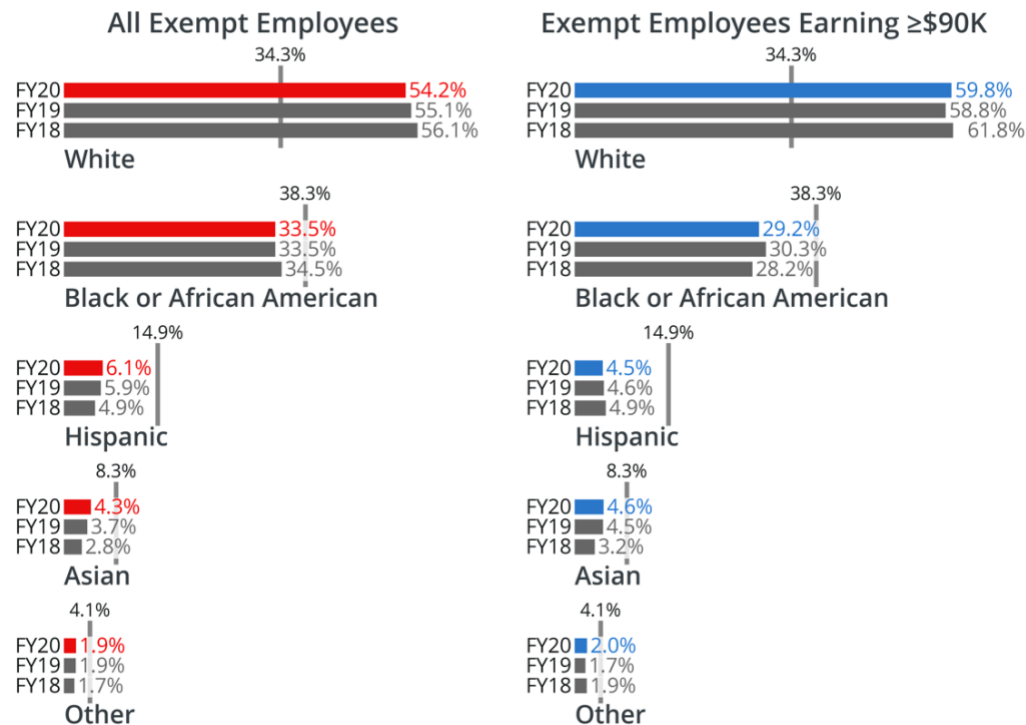 All Exempt Employees
34.3%
FY20 54.2%
FY19 55.1%
FY18 56.1%
White
38.3%
FY20 33.5%
FY19 33.5%
FY18 34.5%
Black or African American
14.9%
FY20 6.1%
FY19 5.9%
FY18 4.9%
Hispanic
8.3%
FY20 4.3%
FY19 3.7%
FY18 2.8%
Asian
4.1%
FY20 1.9%
FY19 1.9%
FY18 1.7%
Other
Exempt Employees Earning ≥$90K
34.3%
FY20 59.8%
FY19 58.8%
FY18 61.8%
White
38.3%
FY20 29.2%
FY19 30.3%
FY18 28.2%
Black or African American
14.9%
FY20 4.5%
FY19 4.6%
FY18 4.9%
Hispanic
8.3%
FY20 4.6%
FY19 4.5%
FY18 3.2%
Asian
4.1%
FY20 2.0%
FY19 1.7%
FY18 1.9%
Other